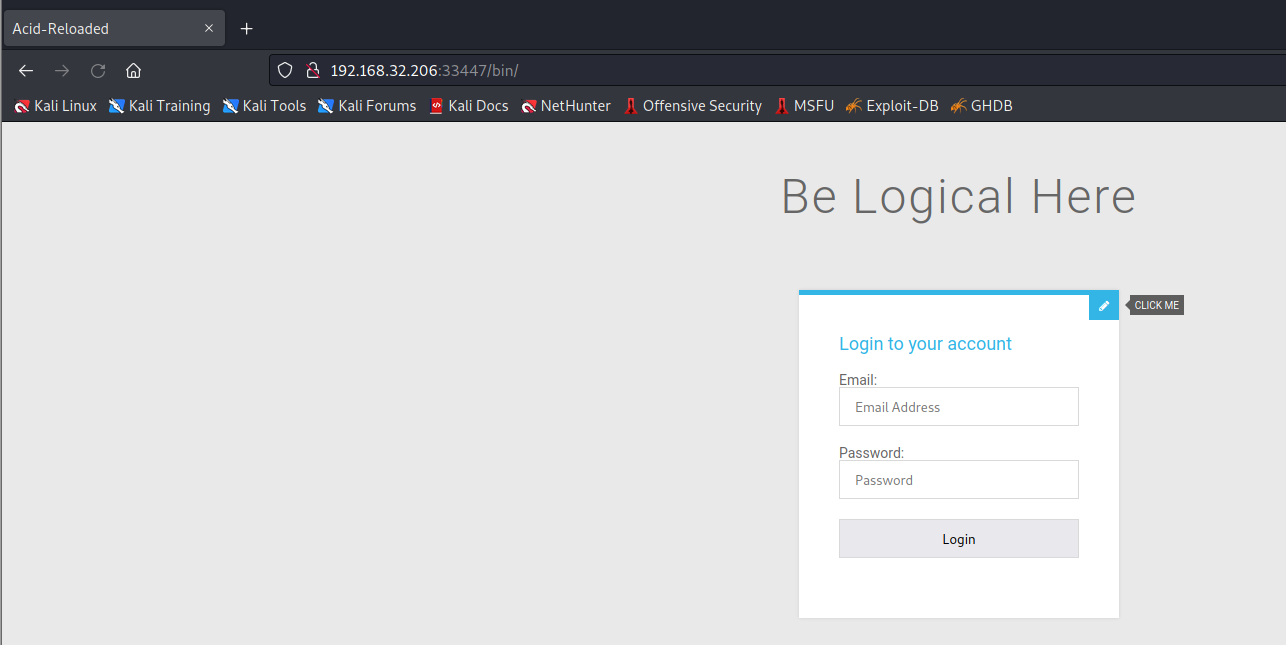 Acid-Reloaded
192.168.32.206:33447/bin/
Kali Linux Kali Training Kali Tools Kali Forums Kali Docs NetHunter Offensive Security MSFU Exploit-DB GHDB
Be Logical Here
CLICK ME
Login to your account
Email:
Email Address
Password:
Password
Login